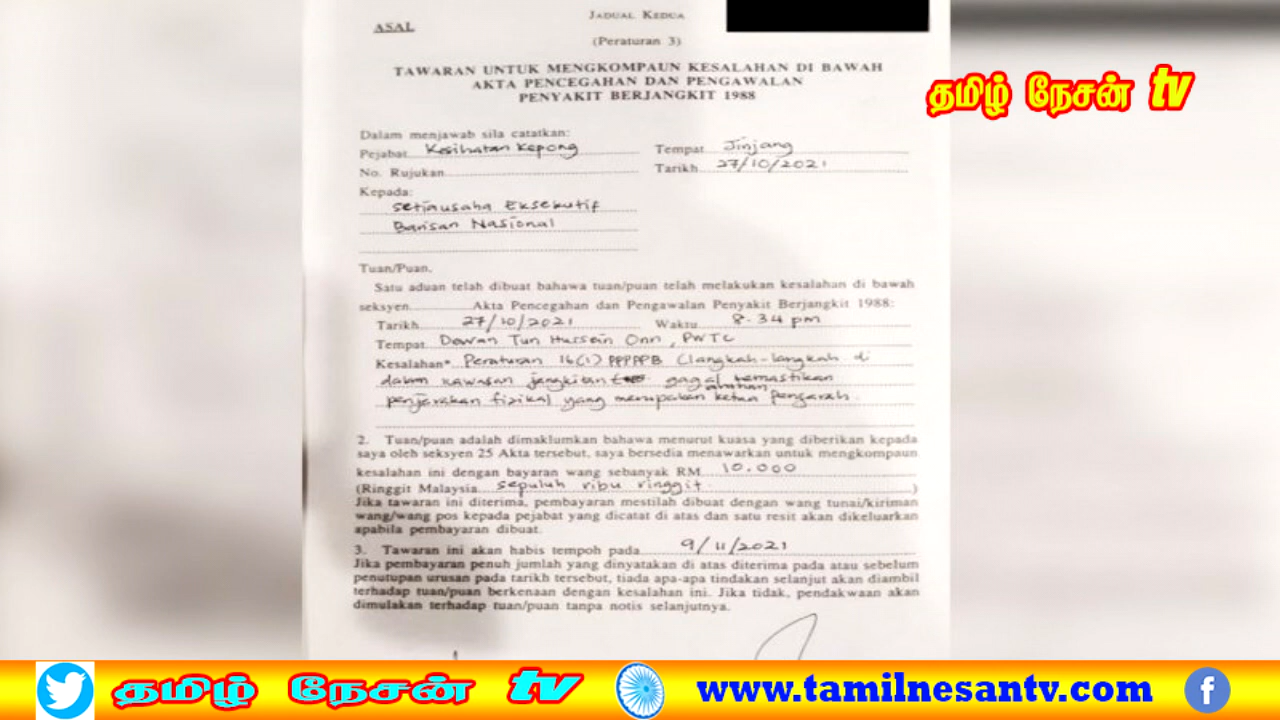 ASAL
JADUAL KEDUA
(Peraturan 3)
TAWARAN UNTUK MENGKOMPAUN KESALAHAN DI BAWAH
AKTA PENCEGAHAN DAN PENGAWALAN
PENYAKIT BERJANGKIT 1988
தமிழ் நேசன் tv
Dalam menjawab sila catatkan:
Pejabat Kesihatan Kepong Tempat Jinjang
No. Rujukan Tarikh 27/10/2021
Kepada:
Setiausaha Eksekutif
Barisan Nasional
Tuan/Puan,
Satu aduan telah dibuat bahawa tuan/puan telah melakukan kesalahan di bawah
seksyen Akta Pencegahan dan Pengawalan Penyakit Berjangkit 1988:
Tarikh 27/10/2021 Waktu 8.34 pm
Tempat Dewan Tun Hussein Onn, PWTC
Kesalahan* Peraturan 16(1) PPPPPB (langkah-langkah di
dalam kawasan jangkitan gagal memastikan
penjarakan fizikal yang merupakan arahan ketua pengarah.
2. Tuan/puan adalah dimaklumkan bahawa menurut kuasa yang diberikan kepada
saya oleh seksyen 25 Akta tersebut, saya bersedia menawarkan untuk mengkompaun
kesalahan ini dengan bayaran wang sebanyak RM 10.000
(Ringgit Malaysia sepuluh ribu ringgit.)
Jika tawaran ini diterima, pembayaran mestilah dibuat dengan wang tunai/kiriman
wang/wang pos kepada pejabat yang dicatat di atas dan satu resit akan dikeluarkan
apabila pembayaran dibuat.
3. Tawaran ini akan habis tempoh pada 9/11/2021
Jika pembayaran penuh jumlah yang dinyatakan di atas diterima pada atau sebelum
penutupan urusan pada tarikh tersebut, tiada apa-apa tindakan selanjut akan diambil
terhadap tuan/puan berkenaan dengan kesalahan ini. Jika tidak, pendakwaan akan
dimulakan terhadap tuan/puan tanpa notis selanjutnya.
தமிழ் நேசன் tv www.tamilnesantv.com